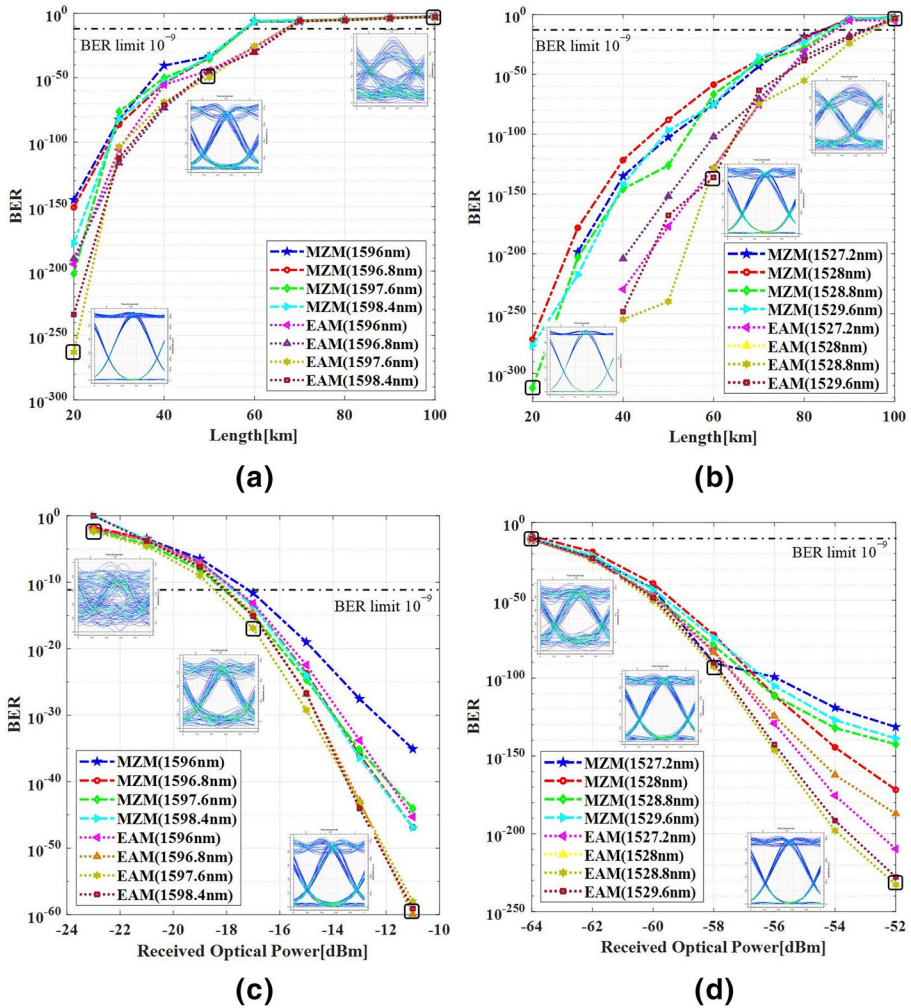 10^0
10^-50
10^-100
10^-150
10^-200
10^-250
10^-300
BER
BER limit 10^-9
MZM(1596nm)
MZM(1596.8nm)
MZM(1597.6nm)
MZM(1598.4nm)
EAM(1596nm)
EAM(1596.8nm)
EAM(1597.6nm)
EAM(1598.4nm)
20 40 60 80 100
Length[km]
(a)
10^0
10^-50
10^-100
10^-150
10^-200
10^-250
10^-300
BER
BER limit 10^-9
MZM(1527.2nm)
MZM(1528nm)
MZM(1528.8nm)
MZM(1529.6nm)
EAM(1527.2nm)
EAM(1528nm)
EAM(1528.8nm)
EAM(1529.6nm)
20 40 60 80 100
Length[km]
(b)
10^0
10^-10
10^-20
10^-30
10^-40
10^-50
10^-60
BER
BER limit 10^-9
MZM(1596nm)
MZM(1596.8nm)
MZM(1597.6nm)
MZM(1598.4nm)
EAM(1596nm)
EAM(1596.8nm)
EAM(1597.6nm)
EAM(1598.4nm)
-24 -22 -20 -18 -16 -14 -12 -10
Received Optical Power[dBm]
(c)
10^0
10^-50
10^-100
10^-150
10^-200
10^-250
BER
BER limit 10^-9
MZM(1527.2nm)
MZM(1528nm)
MZM(1528.8nm)
MZM(1529.6nm)
EAM(1527.2nm)
EAM(1528nm)
EAM(1528.8nm)
EAM(1529.6nm)
-64 -62 -60 -58 -56 -54 -52
Received Optical Power[dBm]
(d)